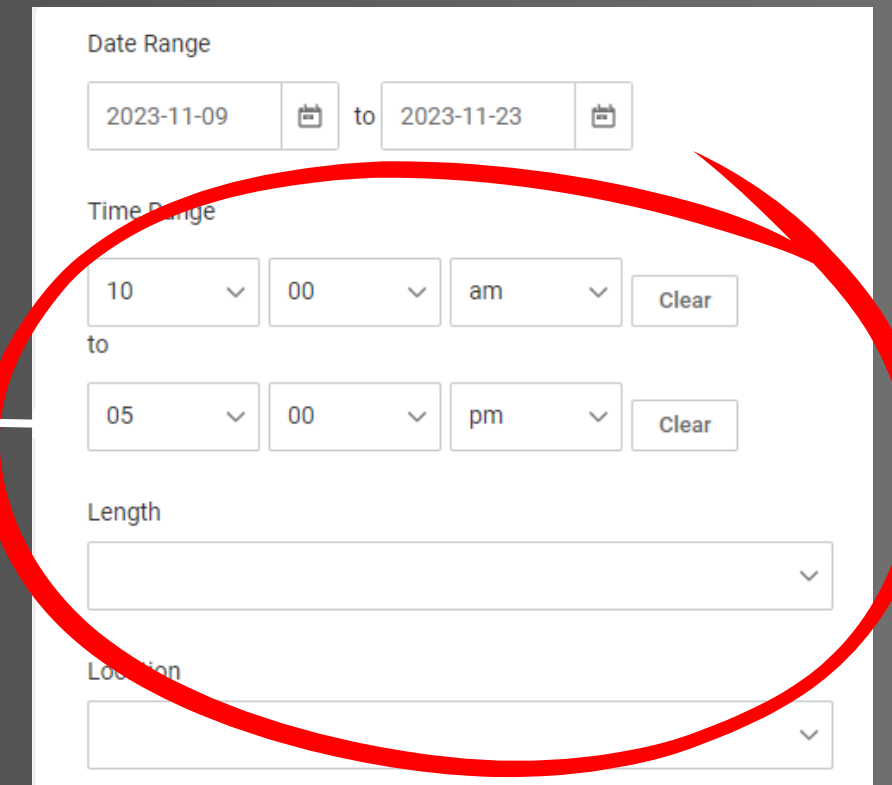 Date Range
2023-11-09 to 2023-11-23
Time Range
10 00 am Clear
to
05 00 pm Clear
Length
Location